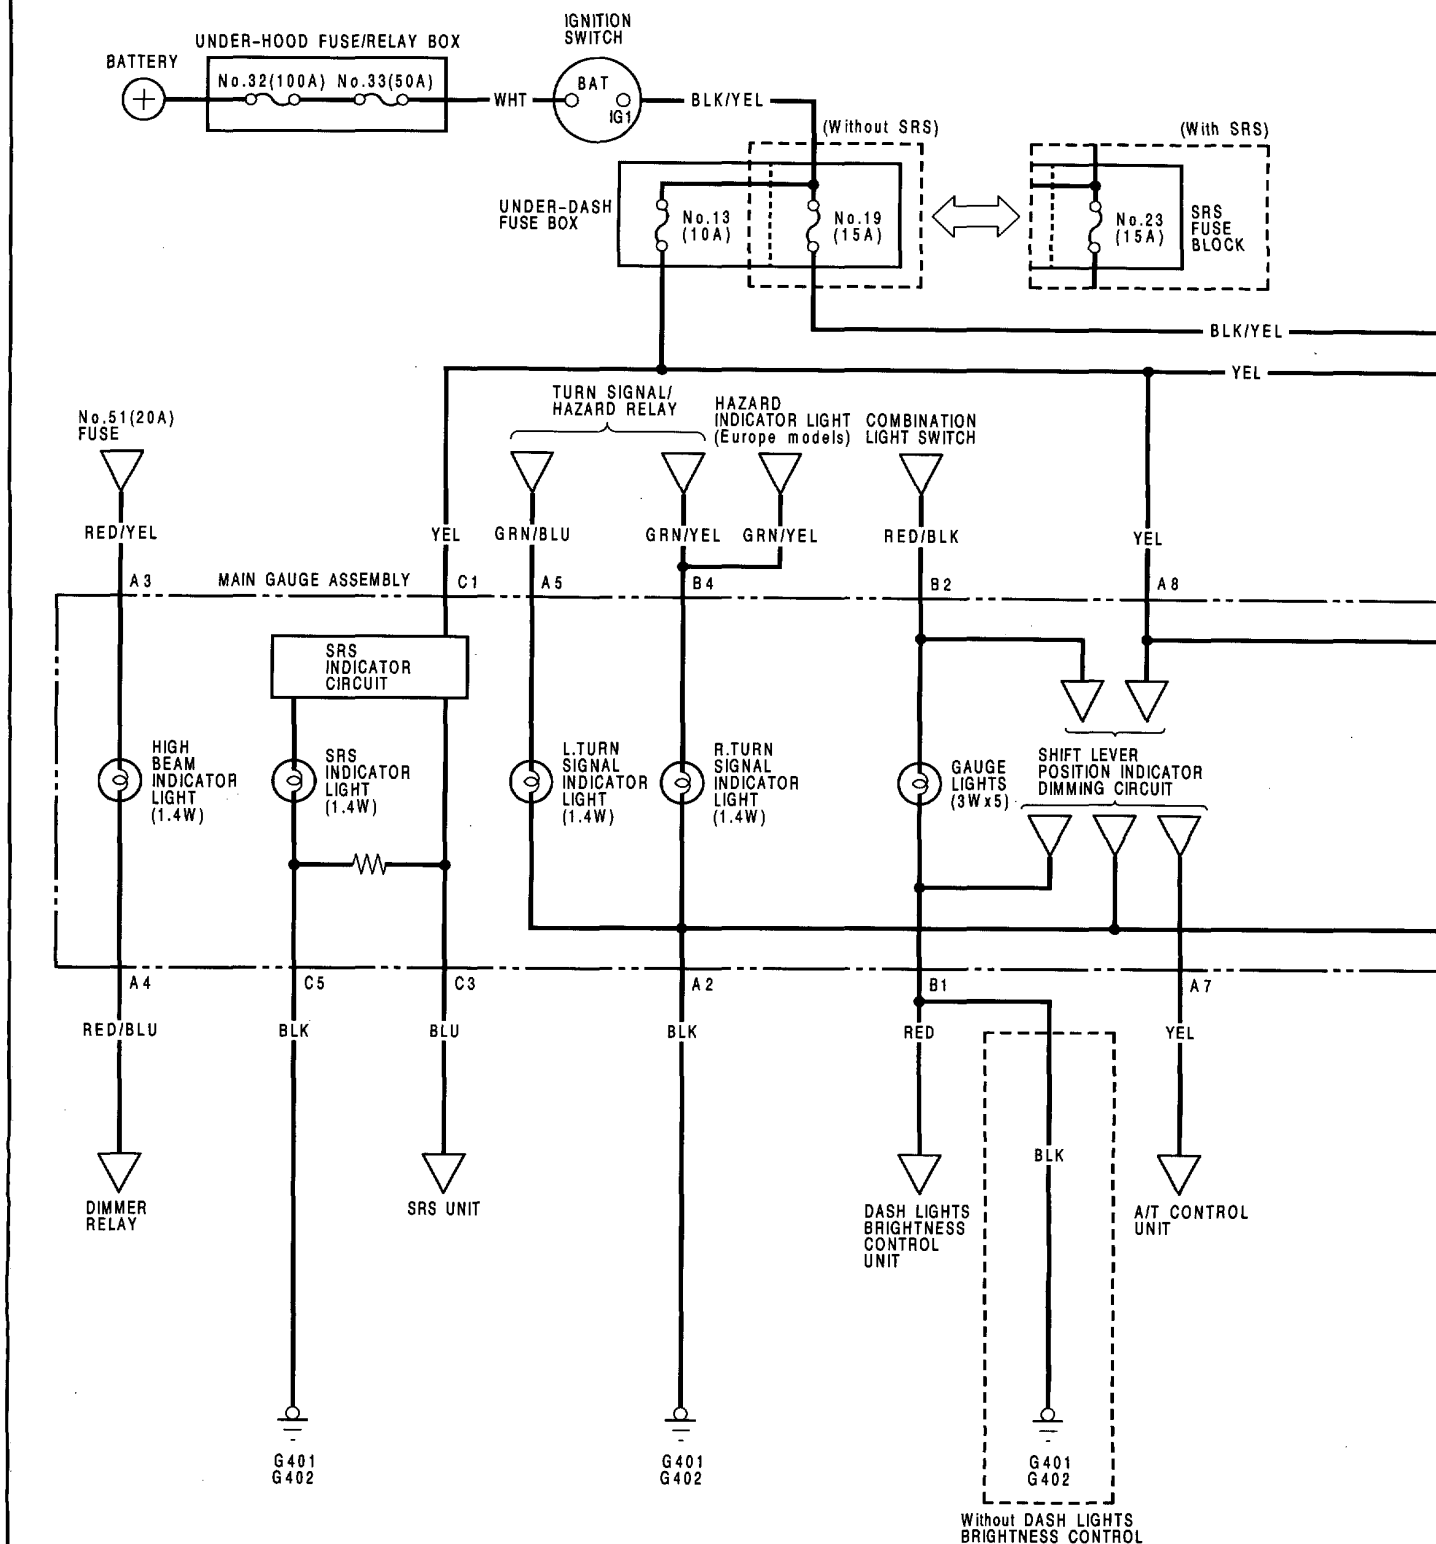 IGNITION
SWITCH
UNDER-HOOD FUSE/RELAY BOX
BATTERY
No.32(100A) No.33(50A)
BAT
IG1
WHT
BLK/YEL
(Without SRS)
(With SRS)
UNDER-DASH
FUSE BOX
No.13
(10A)
No.19
(15A)
No.23
(15A)
SRS
FUSE
BLOCK
BLK/YEL
YEL
No.51(20A)
FUSE
TURN SIGNAL/
HAZARD RELAY
HAZARD
INDICATOR LIGHT
(Europe models)
COMBINATION
LIGHT SWITCH
RED/YEL
YEL
GRN/BLU
GRN/YEL
GRN/YEL
RED/BLK
YEL
A3
MAIN GAUGE ASSEMBLY
C1
A5
B4
B2
A8
SRS
INDICATOR
CIRCUIT
HIGH
BEAM
INDICATOR
LIGHT
(1.4W)
SRS
INDICATOR
LIGHT
(1.4W)
L.TURN
SIGNAL
INDICATOR
LIGHT
(1.4W)
R.TURN
SIGNAL
INDICATOR
LIGHT
(1.4W)
GAUGE
LIGHTS
(3Wx5)
SHIFT LEVER
POSITION INDICATOR
DIMMING CIRCUIT
A4
C5
C3
A2
B1
A7
RED/BLU
BLK
BLU
BLK
RED
YEL
BLK
DIMMER
RELAY
SRS UNIT
DASH LIGHTS
BRIGHTNESS
CONTROL
UNIT
A/T CONTROL
UNIT
G401
G402
G401
G402
G401
G402
Without DASH LIGHTS
BRIGHTNESS CONTROL